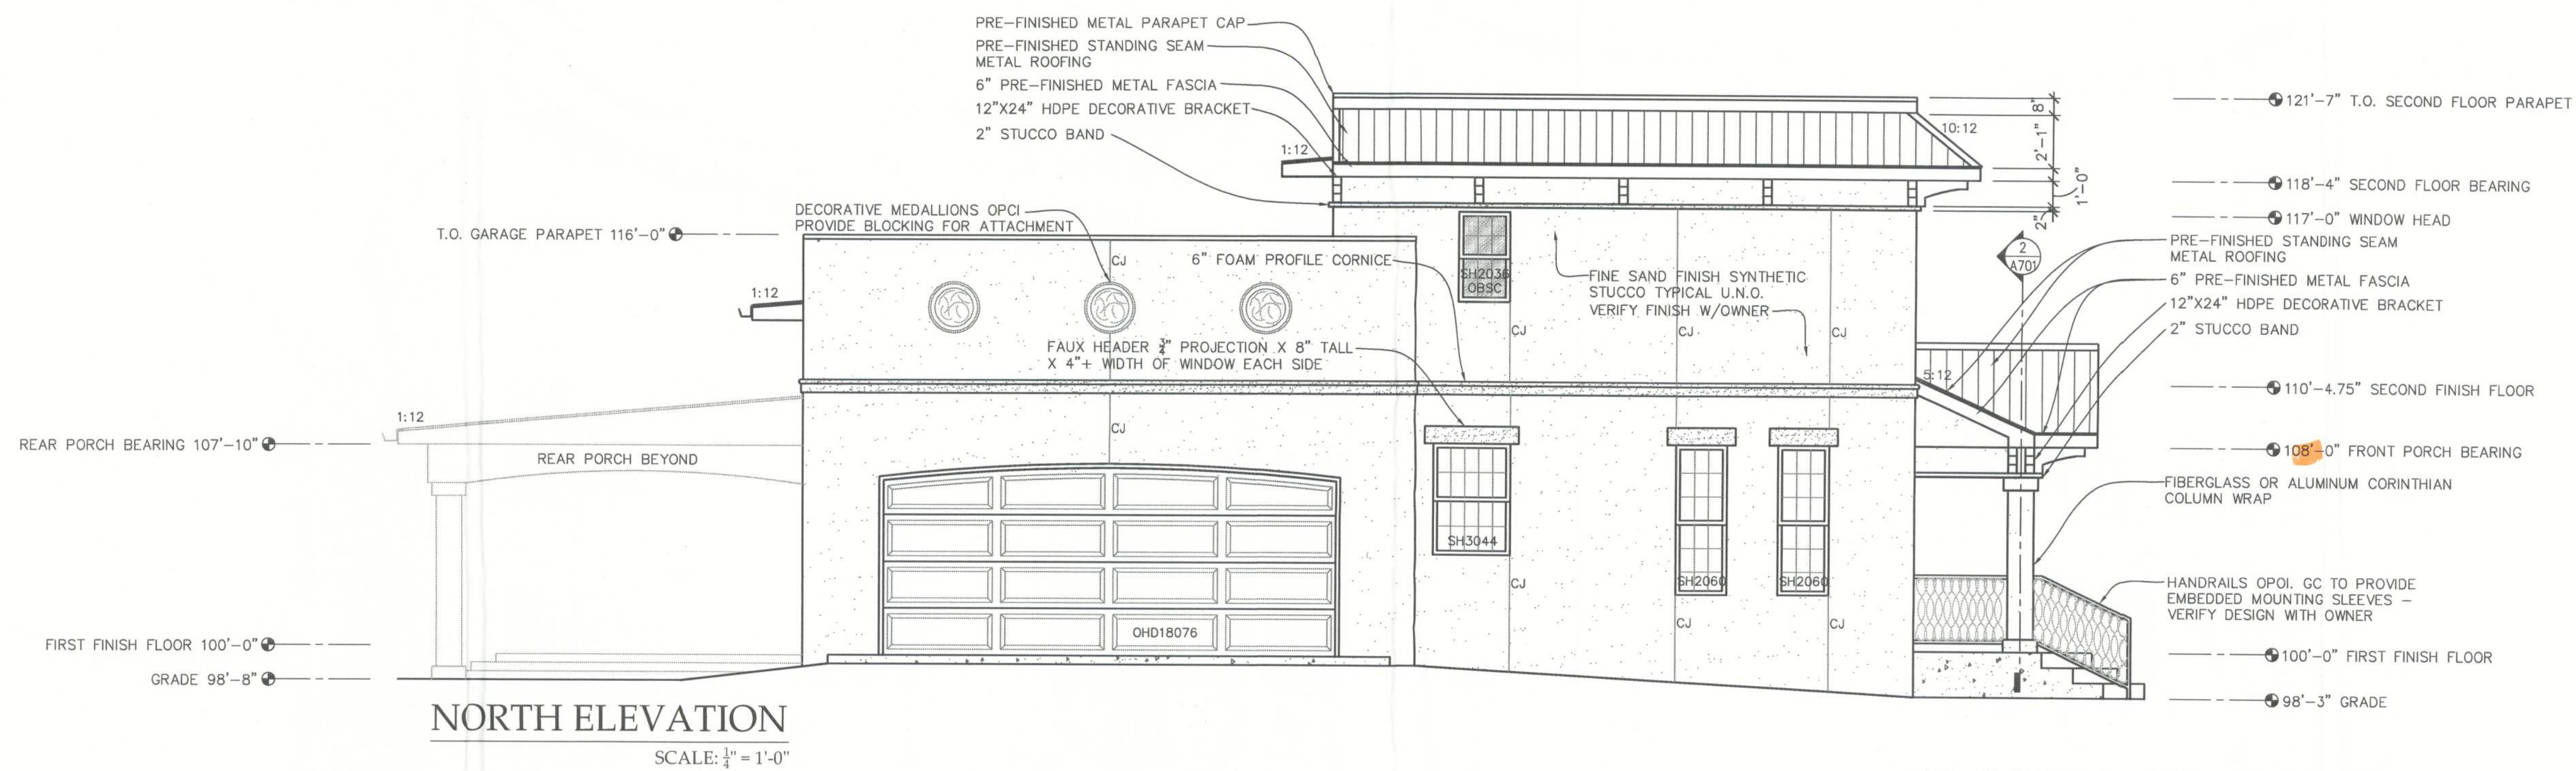 PRE-FINISHED METAL PARAPET CAP
PRE-FINISHED STANDING SEAM
METAL ROOFING
6" PRE-FINISHED METAL FASCIA
12"X24" HDPE DECORATIVE BRACKET
2" STUCCO BAND
1:12
10:12
8"
2'-1"
1'-0"
2"
121'-7" T.O. SECOND FLOOR PARAPET
118'-4" SECOND FLOOR BEARING
117'-0" WINDOW HEAD
DECORATIVE MEDALLIONS OPCI
PROVIDE BLOCKING FOR ATTACHMENT
T.O. GARAGE PARAPET 116'-0"
CJ
6" FOAM PROFILE CORNICE
SH2036
OBSC
FINE SAND FINISH SYNTHETIC
STUCCO TYPICAL U.N.O.
VERIFY FINISH W/OWNER
2
A701
PRE-FINISHED STANDING SEAM
METAL ROOFING
6" PRE-FINISHED METAL FASCIA
12"X24" HDPE DECORATIVE BRACKET
2" STUCCO BAND
1:12
CJ
CJ
CJ
FAUX HEADER 3/4" PROJECTION X 8" TALL
X 4"+ WIDTH OF WINDOW EACH SIDE
5:12
110'-4.75" SECOND FINISH FLOOR
1:12
CJ
REAR PORCH BEARING 107'-10"
REAR PORCH BEYOND
108'-0" FRONT PORCH BEARING
FIBERGLASS OR ALUMINUM CORINTHIAN
COLUMN WRAP
SH3044
CJ
SH2060
SH2060
HANDRAILS OPOI. GC TO PROVIDE
EMBEDDED MOUNTING SLEEVES -
VERIFY DESIGN WITH OWNER
CJ
CJ
OHD18076
FIRST FINISH FLOOR 100'-0"
100'-0" FIRST FINISH FLOOR
GRADE 98'-8"
98'-3" GRADE
NORTH ELEVATION
SCALE: 1/4" = 1'-0"